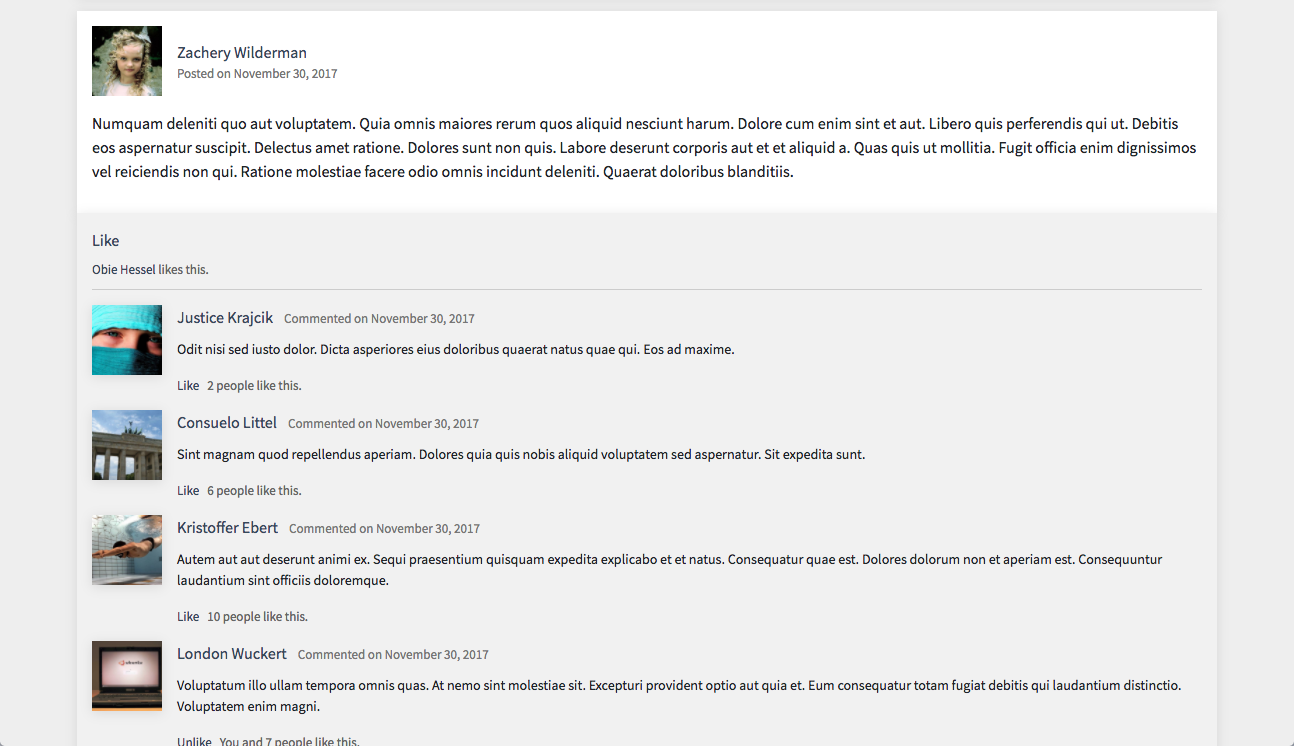 Zachery Wilderman
Posted on November 30, 2017
Numquam deleniti quo aut voluptatem. Quia omnis maiores rerum quos aliquid nesciunt harum. Dolore cum enim sint et aut. Libero quis perferendis qui ut. Debitis
eos aspernatur suscipit. Delectus amet ratione. Dolores sunt non quis. Labore deserunt corporis aut et et aliquid a. Quas quis ut mollitia. Fugit officia enim dignissimos
vel reiciendis non qui. Ratione molestiae facere odio omnis incidunt deleniti. Quaerat doloribus blanditiis.
Like
Obie Hessel likes this.
Justice Krajcik Commented on November 30, 2017
Odit nisi sed iusto dolor. Dicta asperiores eius doloribus quaerat natus quae qui. Eos ad maxime.
Like 2 people like this.
Consuelo Littel Commented on November 30, 2017
Sint magnam quod repellendus aperiam. Dolores quia quis nobis aliquid voluptatem sed aspernatur. Sit expedita sunt.
Like 6 people like this.
Kristoffer Ebert Commented on November 30, 2017
Autem aut aut deserunt animi ex. Sequi praesentium quisquam expedita explicabo et et natus. Consequatur quae est. Dolores dolorum non et aperiam est. Consequuntur
laudantium sint officiis doloremque.
Like 10 people like this.
London Wuckert Commented on November 30, 2017
ubuntu
Voluptatum illo ullam tempora omnis quas. At nemo sint molestiae sit. Excepturi provident optio aut quia et. Eum consequatur totam fugiat debitis qui laudantium distinctio.
Voluptatem enim magni.
Unlike You and 7 people like this.